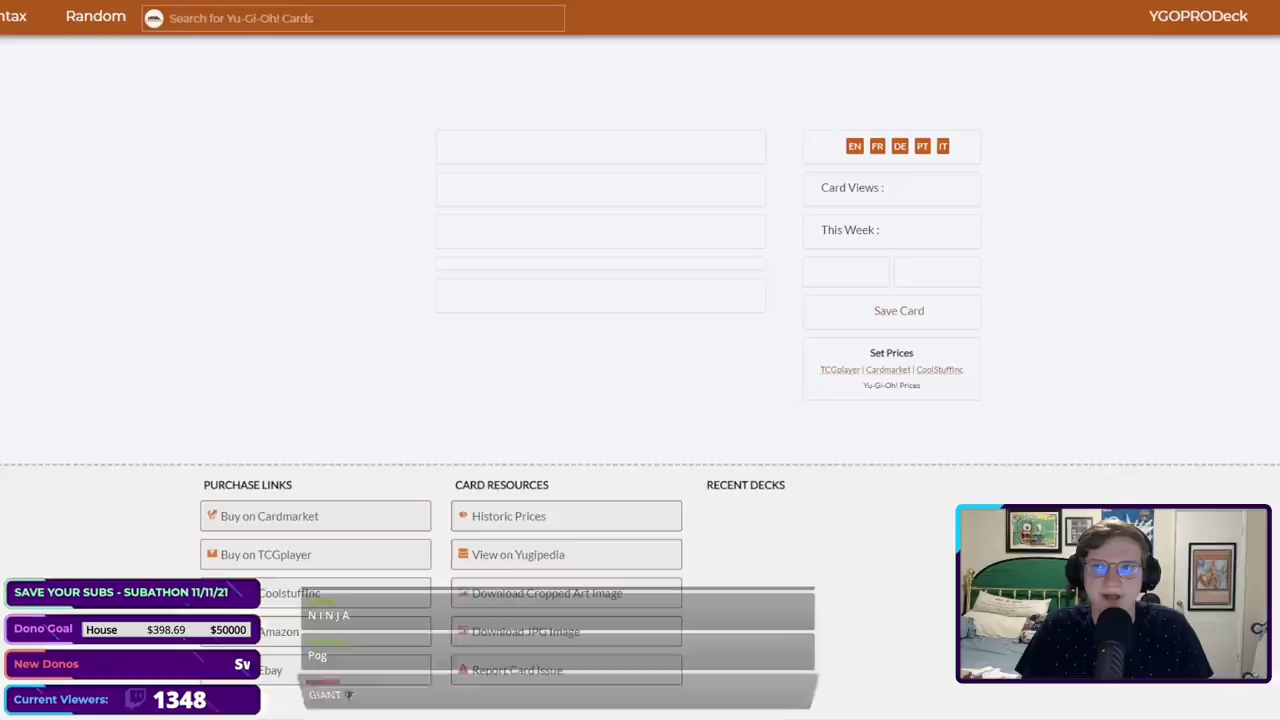 ntax
Random
Search for Yu-Gi-Oh! Cards
YGOPRODeck
EN FR DE PT IT
Card Views :
This Week :
Save Card
Set Prices
TCGplayer | Cardmarket | CoolStuffInc
Yu-Gi-Oh! Prices
PURCHASE LINKS
CARD RESOURCES
RECENT DECKS
Buy on Cardmarket
Historic Prices
Buy on TCGplayer
View on Yugipedia
CoolstuffInc
Download Cropped Art Image
Amazon
Download JPG Image
Ebay
Report Card Issue
NINJA
Pog
GIANT
SAVE YOUR SUBS - SUBATHON 11/11/21
Dono Goal House $398.69 $50000
New Donos Sv
Current Viewers: 1348